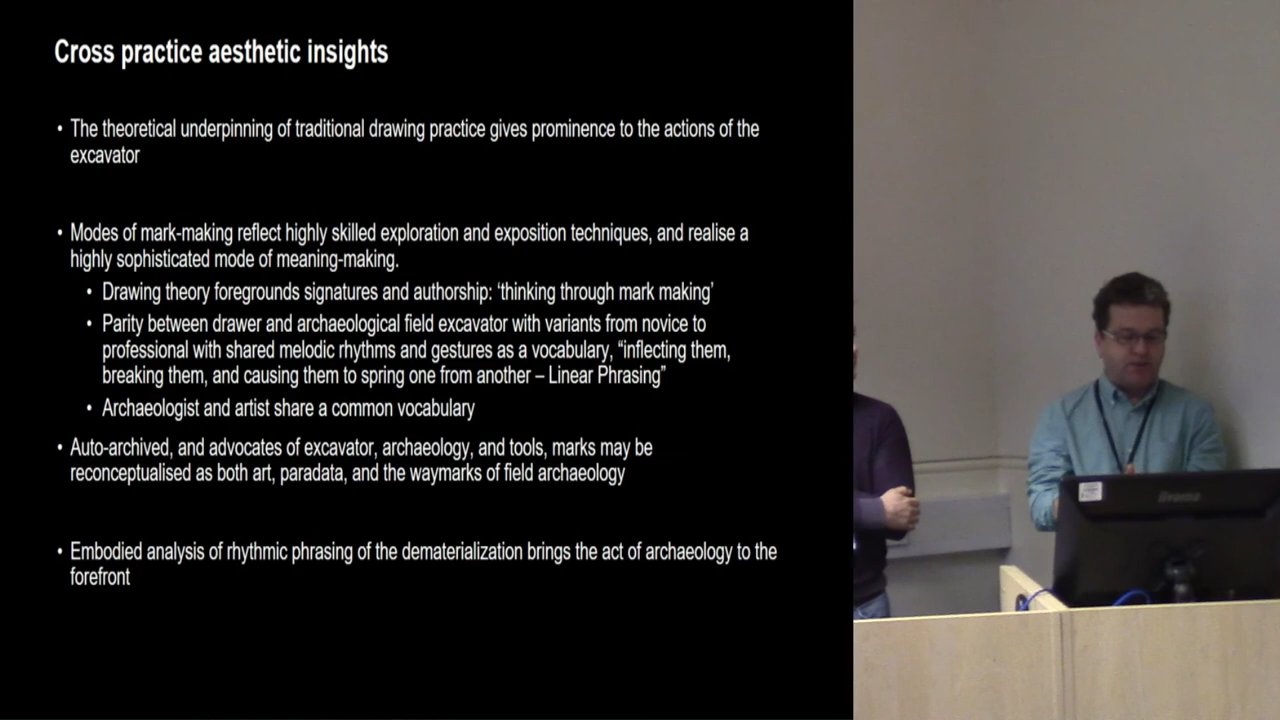 Cross practice aesthetic insights
• The theoretical underpinning of traditional drawing practice gives prominence to the actions of the
excavator
• Modes of mark-making reflect highly skilled exploration and exposition techniques, and realise a
highly sophisticated mode of meaning-making.
• Drawing theory foregrounds signatures and authorship: ‘thinking through mark making’
• Parity between drawer and archaeological field excavator with variants from novice to
professional with shared melodic rhythms and gestures as a vocabulary, “inflecting them,
breaking them, and causing them to spring one from another – Linear Phrasing”
• Archaeologist and artist share a common vocabulary
• Auto-archived, and advocates of excavator, archaeology, and tools, marks may be
reconceptualised as both art, paradata, and the waymarks of field archaeology
• Embodied analysis of rhythmic phrasing of the dematerialization brings the act of archaeology to the
forefront
iiyama